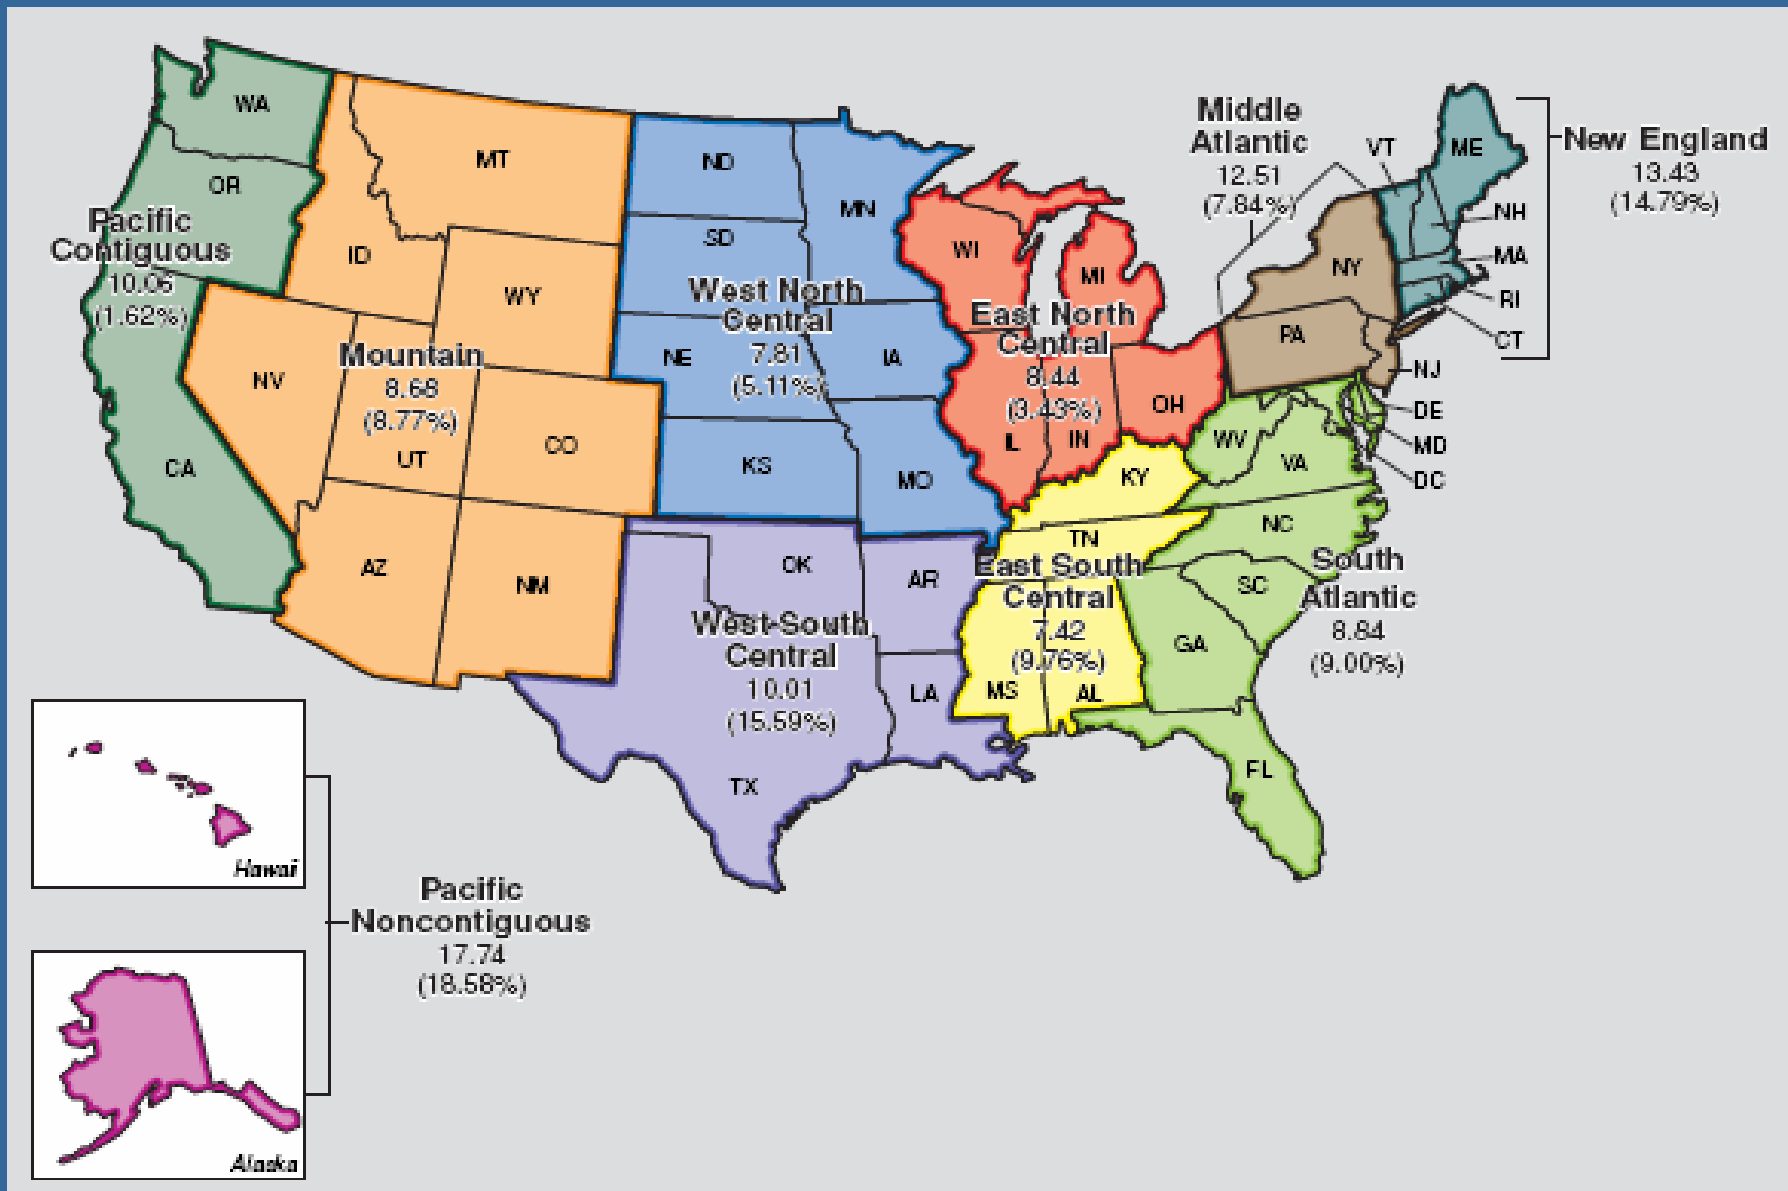 WA
OR
Pacific
Contiguous
10.06
(1.62%)
CA
MT
ID
WY
Mountain
8.68
(8.77%)
NV
UT
CO
AZ
NM
ND
MN
SD
West North
Central
7.81
(5.11%)
NE
IA
KS
MO
WI
MI
East North
Central
8.44
(3.43%)
IL
IN
OH
Middle
Atlantic
12.51
(7.84%)
NY
PA
NJ
VT
ME
New England
13.43
(14.79%)
NH
MA
RI
CT
DE
MD
DC
WV
VA
NC
SC
South
Atlantic
8.84
(9.00%)
GA
FL
KY
TN
East South
Central
7.42
(9.76%)
MS
AL
OK
AR
West-South
Central
10.01
(15.59%)
LA
TX
Hawaii
Pacific
Noncontiguous
17.74
(18.58%)
Alaska